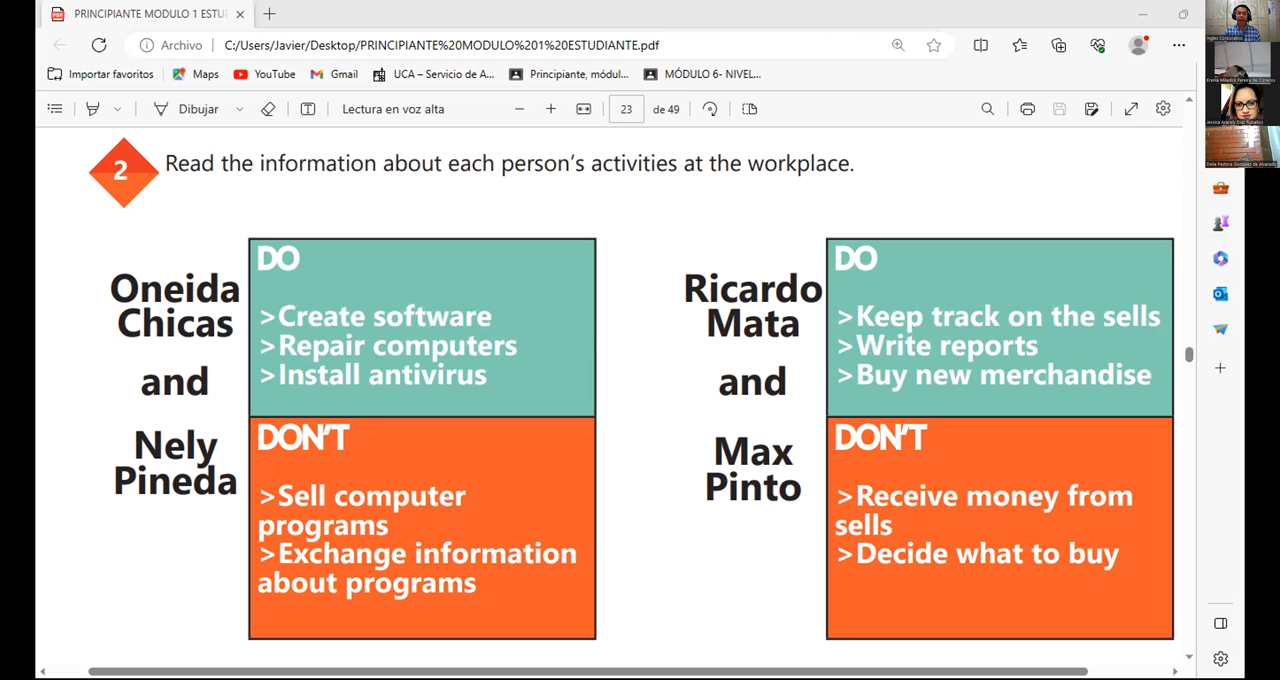 PRINCIPIANTE MODULO 1 ESTU
Archivo
C:/Users/Javier/Desktop/PRINCIPIANTE%20MODULO%201%20ESTUDIANTE.pdf
Importar favoritos
Maps
YouTube
Gmail
UCA – Servicio de A...
Principiante, módul...
MÓDULO 6- NIVEL...
Dibujar
Lectura en voz alta
23
de 49
2
Read the information about each person's activities at the workplace.
Oneida
Chicas
and
Nely
Pineda
DO
>Create software
>Repair computers
>Install antivirus
DON'T
>Sell computer
programs
>Exchange information
about programs
Ricardo
Mata
and
Max
Pinto
DO
>Keep track on the sells
>Write reports
>Buy new merchandise
DON'T
>Receive money from
sells
>Decide what to buy